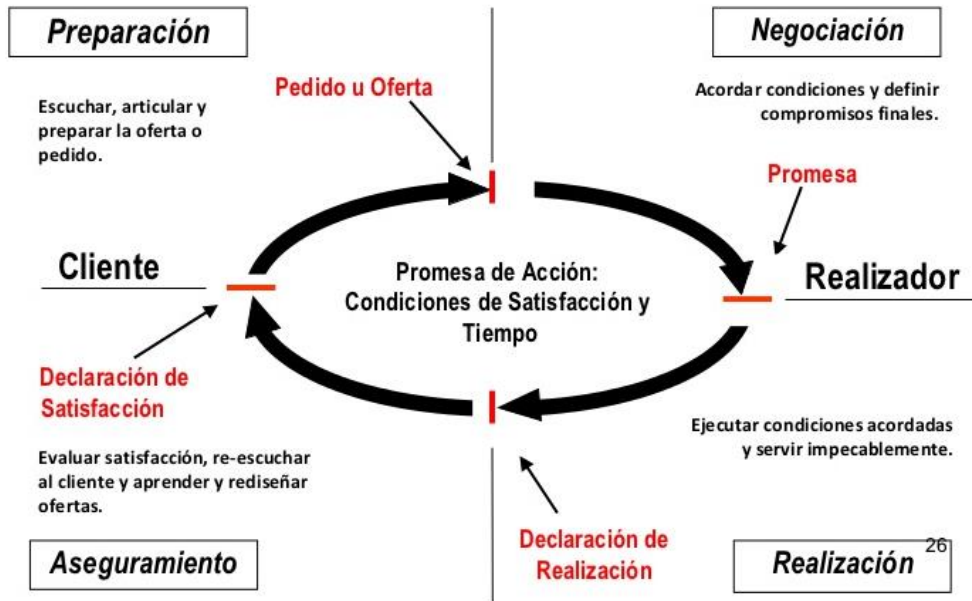 Preparación
Negociación
Pedido u Oferta
Escuchar, articular y
preparar la oferta o
pedido.
Acordar condiciones y definir
compromisos finales.
Promesa
Cliente
Promesa de Acción:
Condiciones de Satisfacción y
Tiempo
Realizador
Declaración de
Satisfacción
Ejecutar condiciones acordadas
y servir impecablemente.
Evaluar satisfacción, re-escuchar
al cliente y aprender y rediseñar
ofertas.
Declaración de
Realización
Aseguramiento
Realización
26